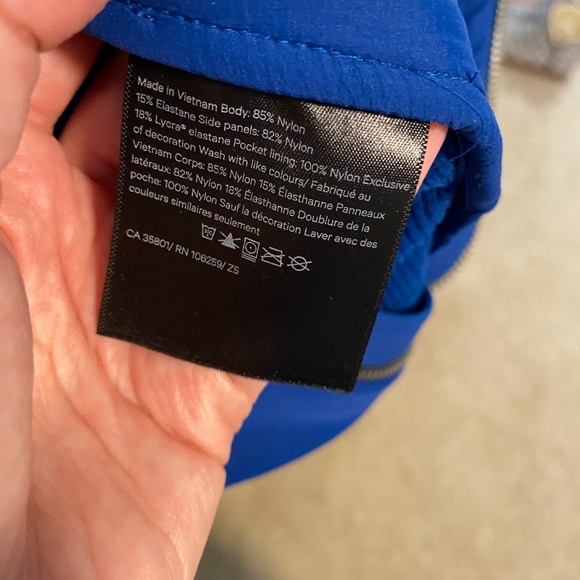 Made in Vietnam Body: 85% Nylon
15% Elastane Side panels: 82% Nylon
18% Lycra® elastane Pocket lining: 100% Nylon Exclusive
of decoration Wash with like colours/ Fabriqué au
Vietnam Corps: 85% Nylon 15% Élasthanne Panneaux
latéraux: 82% Nylon 18% Élasthanne Doublure de la
poche: 100% Nylon Sauf la décoration Laver avec des
couleurs similaires seulement
CA 35801/ RN 106259/ Z5